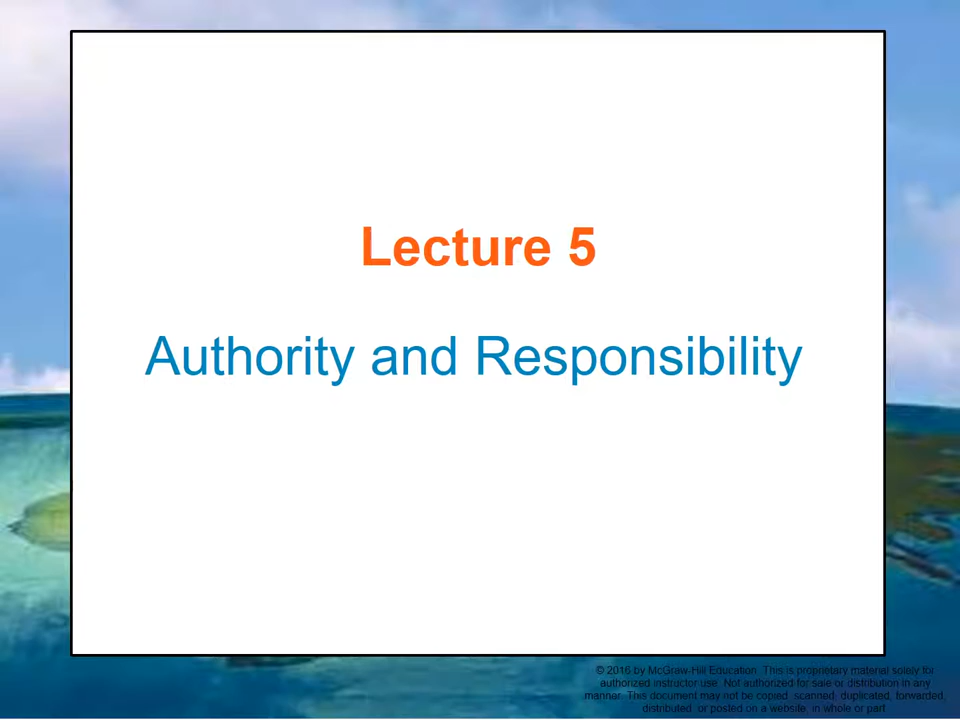 Lecture 5
Authority and Responsibility
© 2016 by McGraw-Hill Education. This is proprietary material solely for
authorized instructor use. Not authorized for sale or distribution in any
manner. This document may not be copied, scanned, duplicated, forwarded,
distributed, or posted on a website, in whole or part.